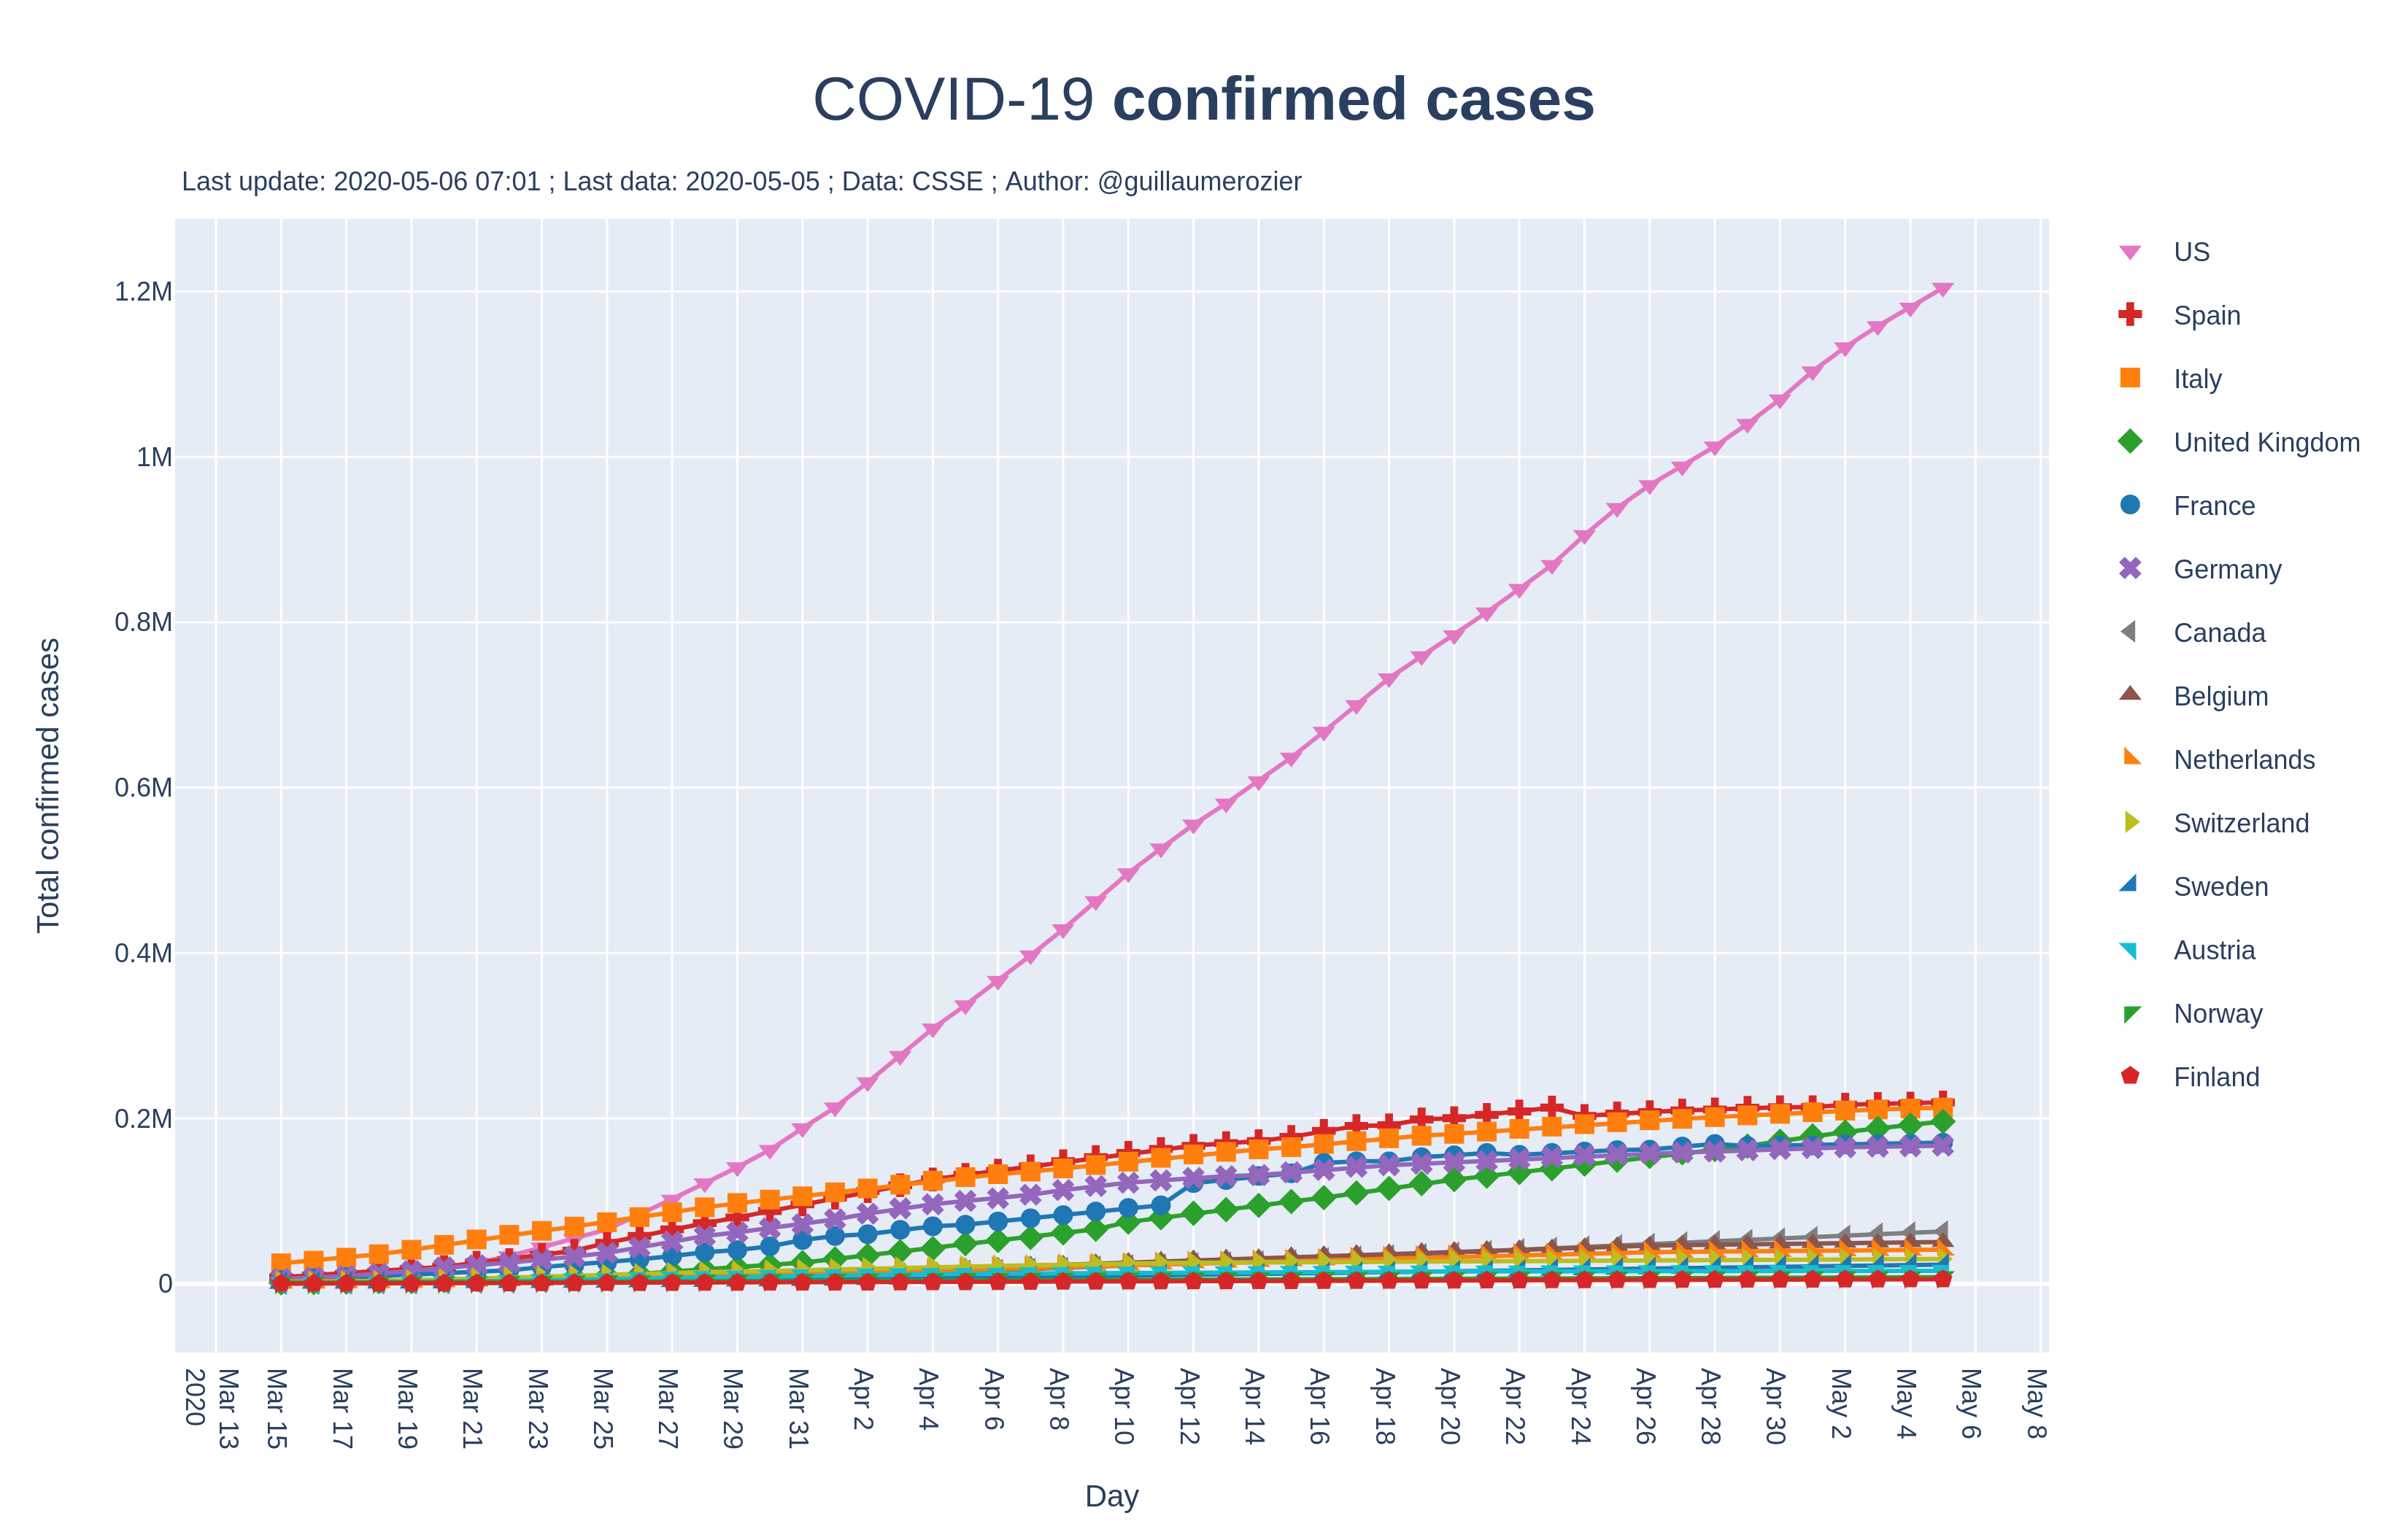 COVID-19 confirmed cases
Last update: 2020-05-06 07:01 ; Last data: 2020-05-05 ; Data: CSSE ; Author: @guillaumerozier
1.2M
1M
0.8M
0.6M
0.4M
0.2M
0
Total confirmed cases
Mar 13
2020
Mar 15
Mar 17
Mar 19
Mar 21
Mar 23
Mar 25
Mar 27
Mar 29
Mar 31
Apr 2
Apr 4
Apr 6
Apr 8
Apr 10
Apr 12
Apr 14
Apr 16
Apr 18
Apr 20
Apr 22
Apr 24
Apr 26
Apr 28
Apr 30
May 2
May 4
May 6
May 8
Day
US
Spain
Italy
United Kingdom
France
Germany
Canada
Belgium
Netherlands
Switzerland
Sweden
Austria
Norway
Finland